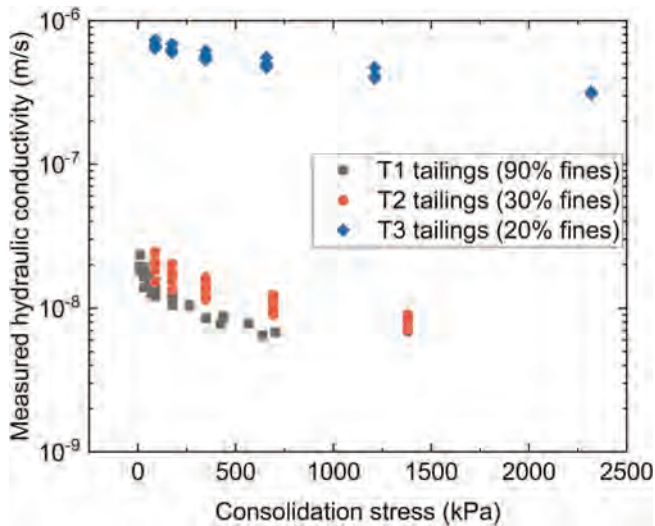 Measured hydraulic conductivity (m/s)
10⁻⁶
10⁻⁷
10⁻⁸
10⁻⁹
T1 tailings (90% fines)
T2 tailings (30% fines)
T3 tailings (20% fines)
0 500 1000 1500 2000 2500
Consolidation stress (kPa)